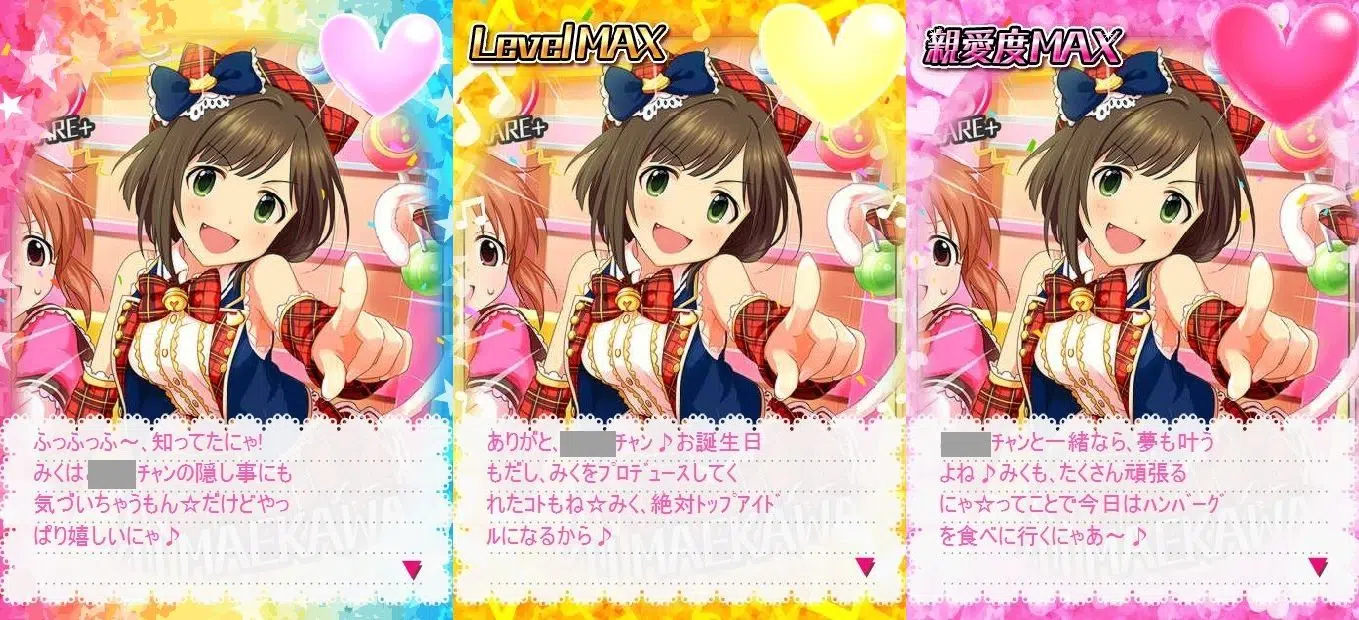 ARE+
ふっふっふ～、知ってたにゃ!
みくは、チャンの隠し事にも
気づいちゃうもん☆だけどやっ
ぱり嬉しいにゃ♪
Level MAX
ARE+
ありがと、チャン♪お誕生日
もだし、みくをプロデュースしてく
れたコトもね☆みく、絶対トップアイド
ルになるから♪
親愛度MAX
ARE+
チャンと一緒なら、夢も叶う
よね♪みくも、たくさん頑張る
にゃ☆ってことで今日はハンバーグ
を食べに行くにゃあ～♪